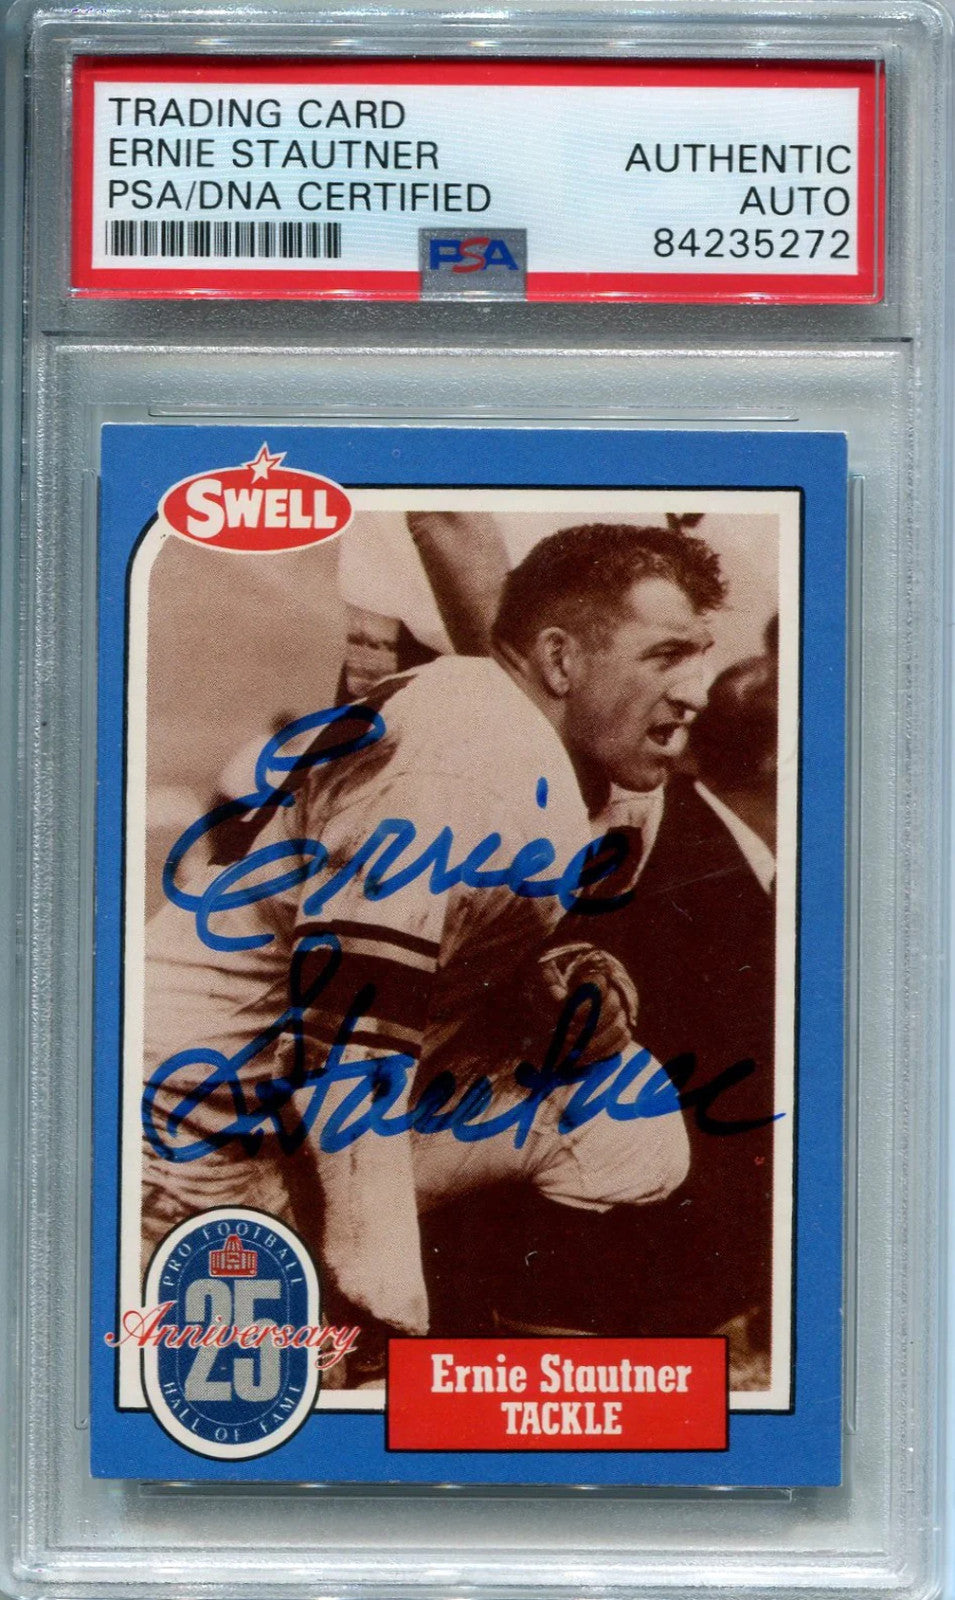 TRADING CARD
ERNIE STAUTNER
PSA/DNA CERTIFIED
AUTHENTIC
AUTO
84235272
PSA
SWELL
Ernie
Stautner
PRO FOOTBALL
25
Anniversary
HALL OF FAME
Ernie Stautner
TACKLE